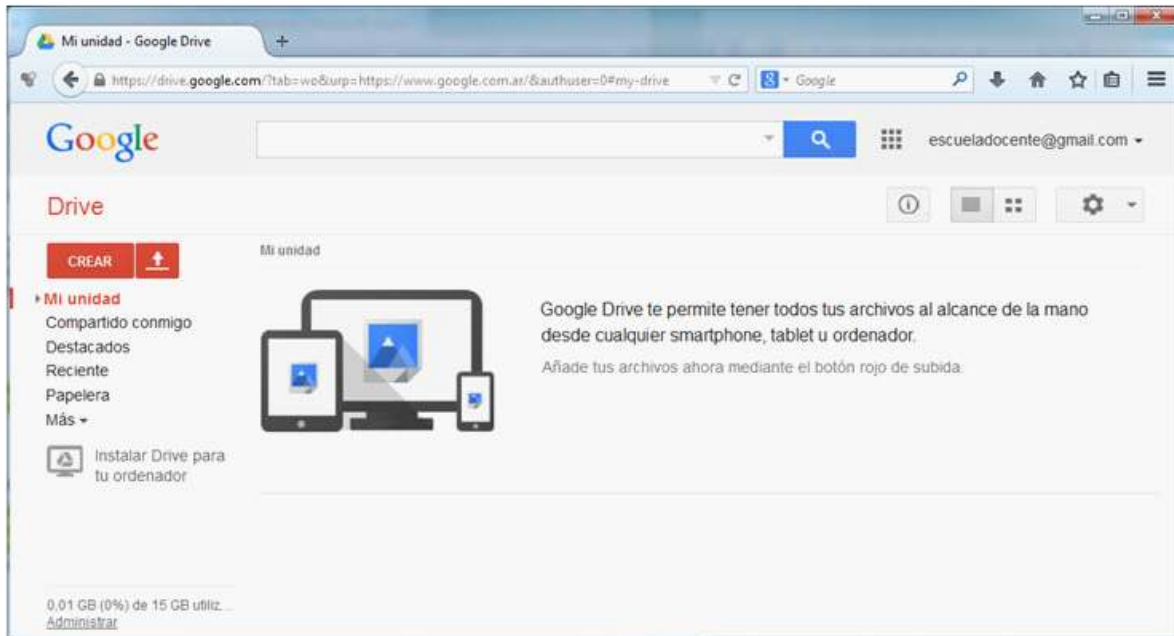 Mi unidad - Google Drive
https://drive.google.com/?tab=wo&urp=https://www.google.com.ar/&authuser=0#my-drive
Google
Google
escueladocente@gmail.com
Drive
CREAR
Mi unidad
Mi unidad
Compartido conmigo
Destacados
Reciente
Papelera
Más
Instalar Drive para
tu ordenador
Google Drive te permite tener todos tus archivos al alcance de la mano
desde cualquier smartphone, tablet u ordenador.
Añade tus archivos ahora mediante el botón rojo de subida.
0,01 GB (0%) de 15 GB utiliz...
Administrar